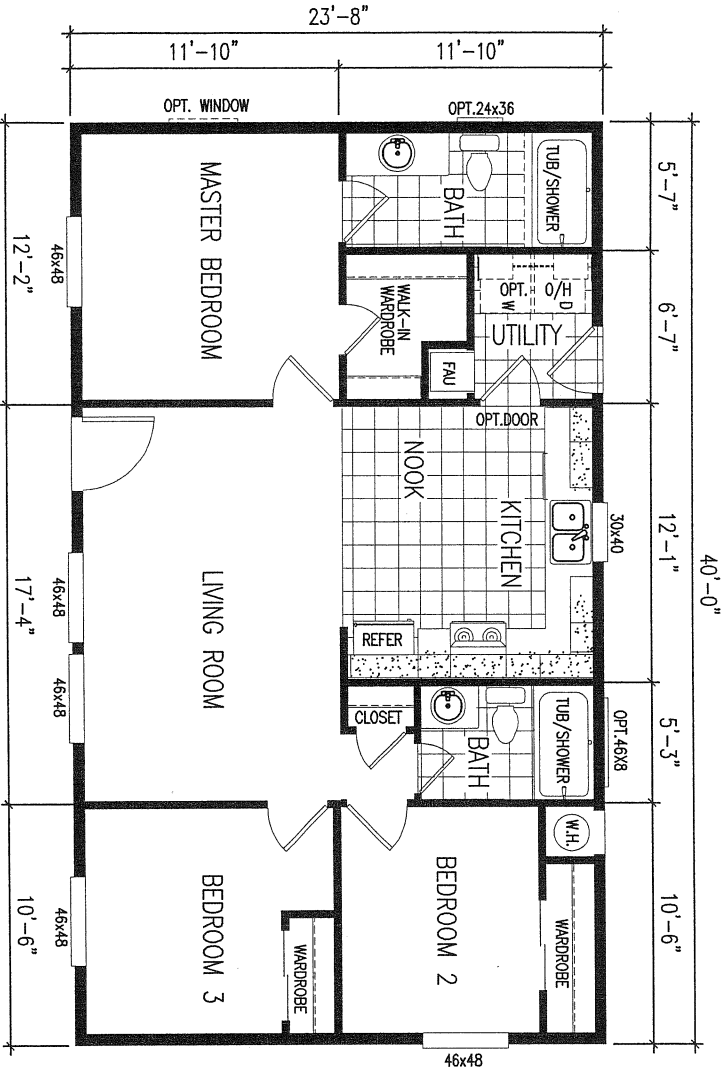 23'-8"
11'-10"
11'-10"
OPT. WINDOW
OPT.24x36
MASTER BEDROOM
BATH
TUB/SHOWER
5'-7"
46x48
12'-2"
WALK-IN
WARDROBE
OPT.
W
O/H
D
UTILITY
FAU
6'-7"
OPT.DOOR
NOOK
KITCHEN
30x40
12'-1"
40'-0"
LIVING ROOM
46x48
17'-4"
46x48
REFER
CLOSET
BATH
TUB/SHOWER
OPT.46X8
5'-3"
W.H.
BEDROOM 3
WARDROBE
BEDROOM 2
WARDROBE
46x48
10'-6"
10'-6"
46x48